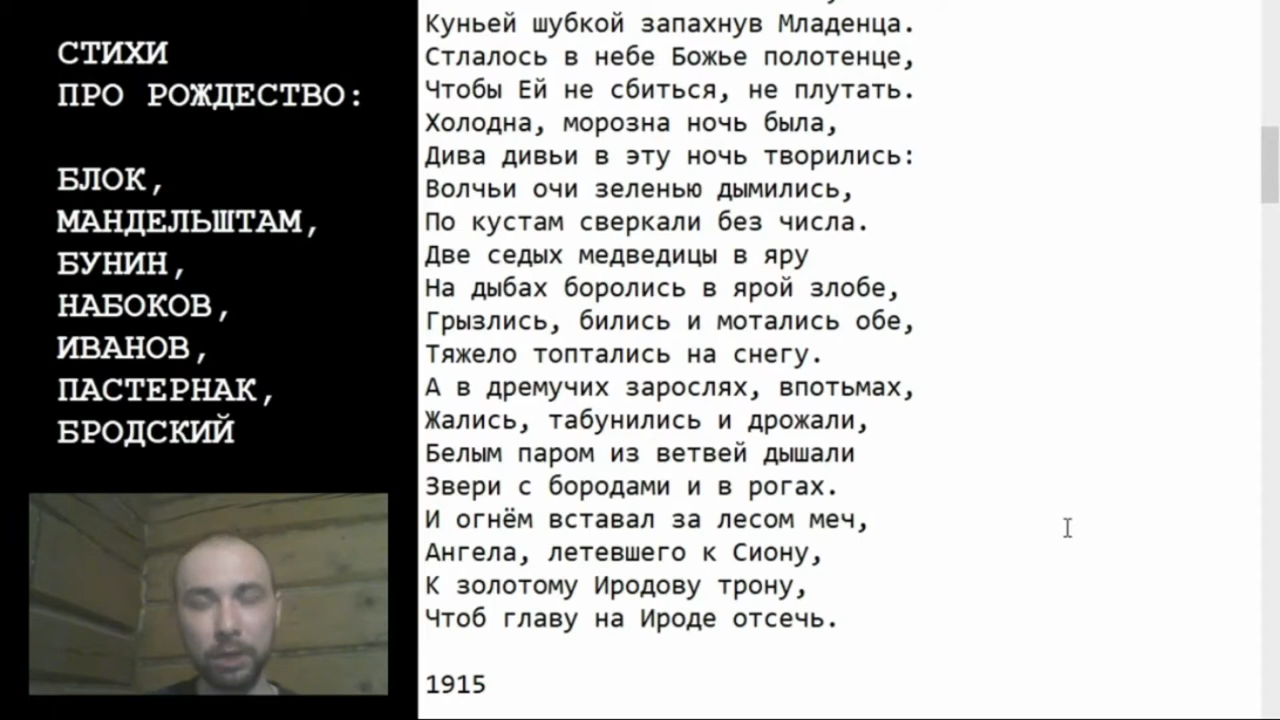 СТИХИ
ПРО РОЖДЕСТВО:
БЛОК,
МАНДЕЛЬШТАМ,
БУНИН,
НАБОКОВ,
ИВАНОВ,
ПАСТЕРНАК,
БРОДСКИЙ
Куньей шубкой запахнув Младенца.
Стлалось в небе Божье полотенце,
Чтобы Ей не сбиться, не плутать.
Холодна, морозна ночь была,
Дива дивьи в эту ночь творились:
Волчьи очи зеленью дымились,
По кустам сверкали без числа.
Две седых медведицы в яру
На дыбах боролись в ярой злобе,
Грызлись, бились и мотались обе,
Тяжело топтались на снегу.
А в дремучих зарослях, впотьмах,
Жались, табунились и дрожали,
Белым паром из ветвей дышали
Звери с бородами и в рогах.
И огнём вставал за лесом меч,
Ангела, летевшего к Сиону,
К золотому Иродову трону,
Чтоб главу на Ироде отсечь.
1915